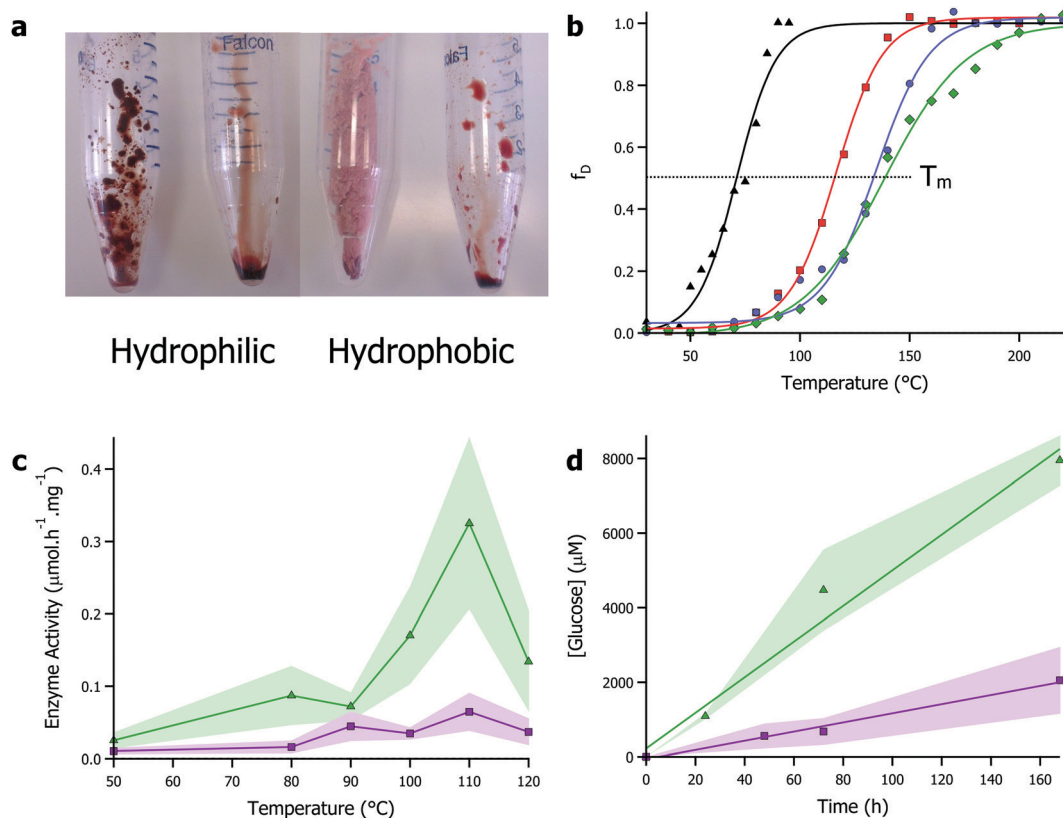 a
Falcon
Hydrophilic
Hydrophobic
b
1.0
0.8
0.6
0.4
0.2
0.0
f_D
T_m
50
100
150
200
Temperature (°C)
c
0.4
0.3
0.2
0.1
0.0
Enzyme Activity (μmol.h⁻¹.mg⁻¹)
50
60
70
80
90
100
110
120
Temperature (°C)
d
8000
6000
4000
2000
0
[Glucose] (μM)
0
20
40
60
80
100
120
140
160
Time (h)